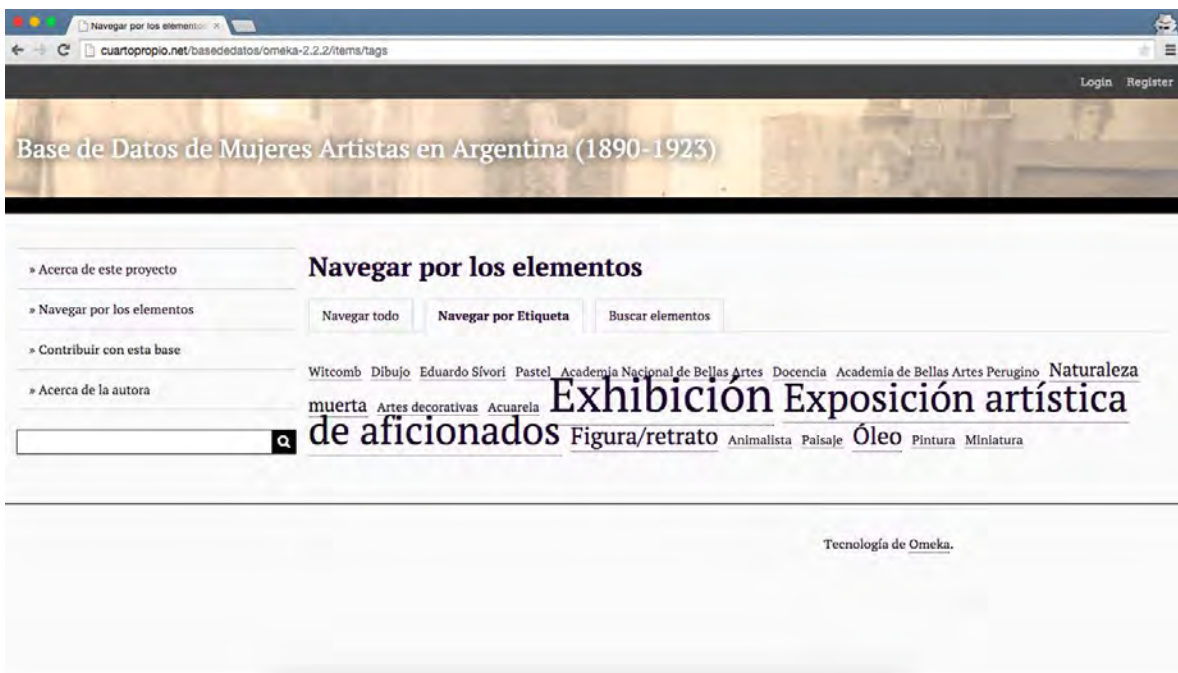 Navegar por los elementos
cuartopropio.net/basededatos/omeka-2.2.2/items/tags
Login Register
Base de Datos de Mujeres Artistas en Argentina (1890-1923)
» Acerca de este proyecto
» Navegar por los elementos
» Contribuir con esta base
» Acerca de la autora
Navegar por los elementos
Navegar todo Navegar por Etiqueta Buscar elementos
Witcomb Dibujo Eduardo Sívori Pastel Academia Nacional de Bellas Artes Docencia Academia de Bellas Artes Perugino Naturaleza
muerta Artes decorativas Acuarela Exhibición Exposición artística
de aficionados Figura/retrato Animalista Paisaje Óleo Pintura Miniatura
Tecnología de Omeka.